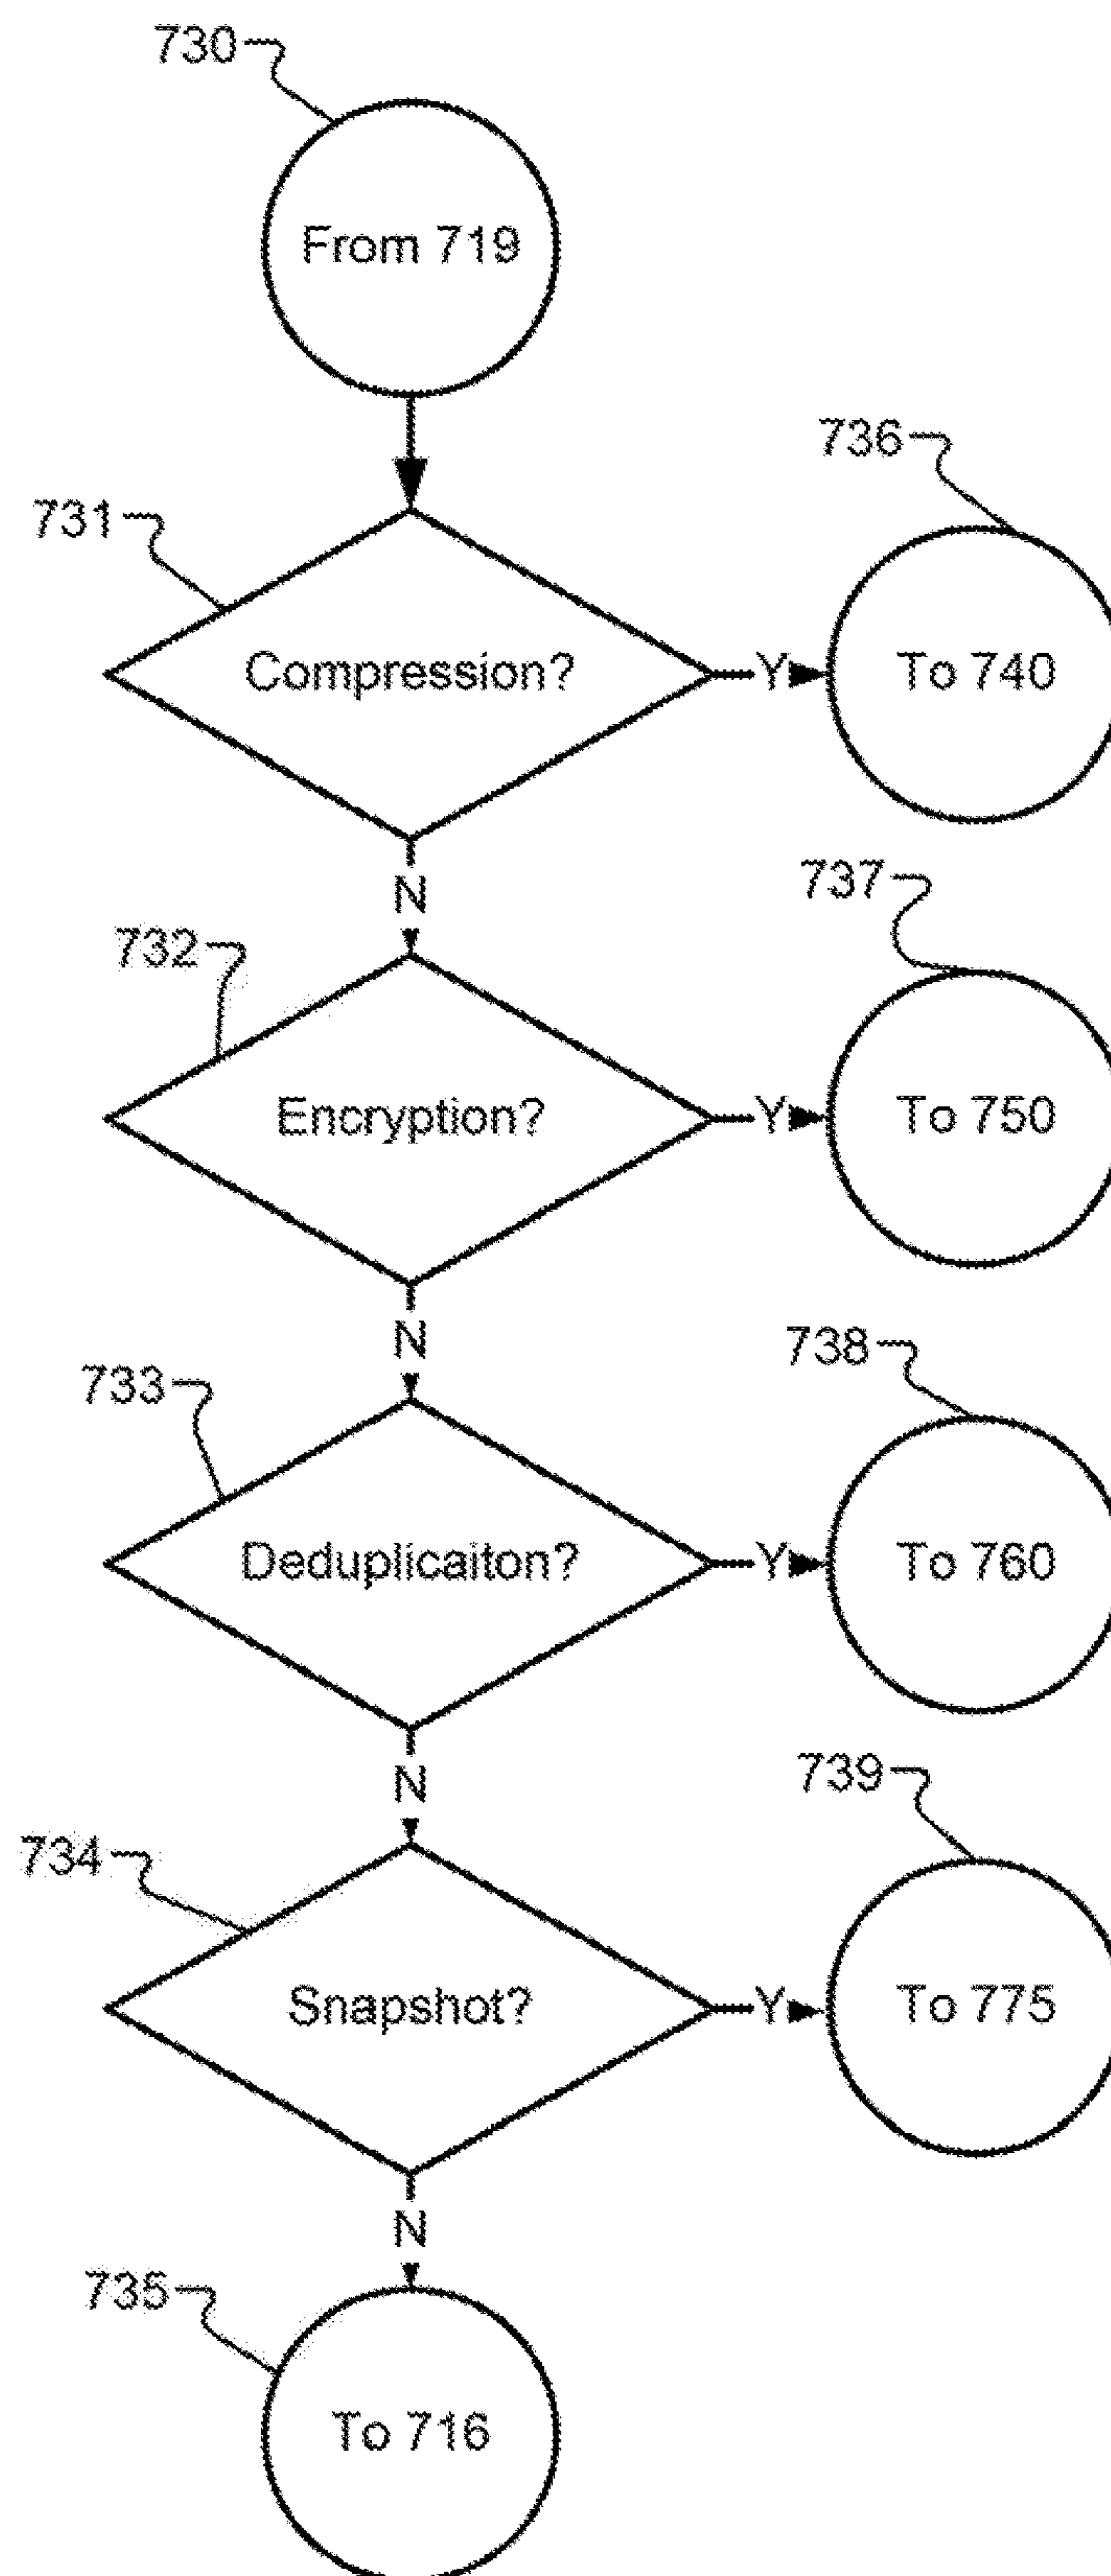 730
From 719
736
731
Compression?
Y
To 740
N
737
732
Encryption?
Y
To 750
N
738
733
Deduplicaiton?
Y
To 760
N
739
734
Snapshot?
Y
To 775
N
735
To 716